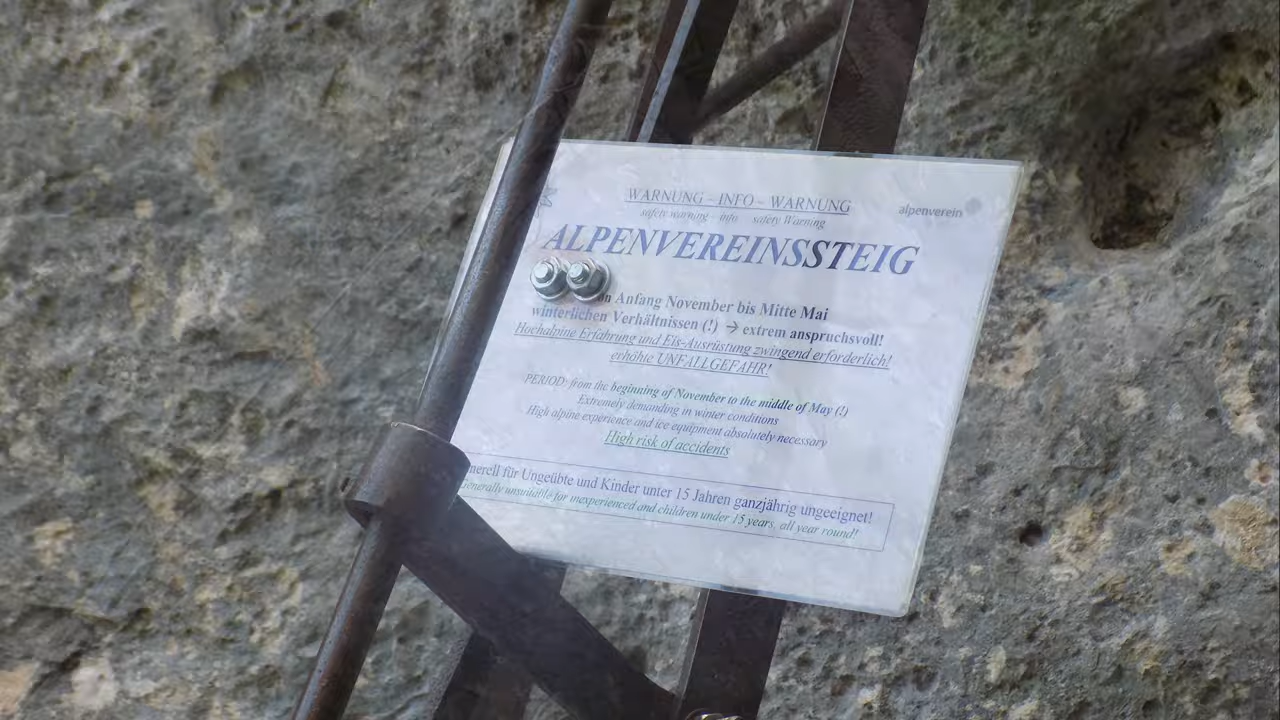 WARNUNG - INFO - WARNUNG
safety warning - info safety Warning
alpenverein
ALPENVEREINSSTEIG
Anfang November bis Mitte Mai
winterlichen Verhältnissen (!) → extrem anspruchsvoll!
Hochalpine Erfahrung und Eis-Ausrüstung zwingend erforderlich!
erhöhte UNFALLGEFAHR!
PERIOD: from the beginning of November to the middle of May (!)
Extremely demanding in winter conditions
High alpine experience and ice equipment absolutely necessary
High risk of accidents
für Ungeübte und Kinder unter 15 Jahren ganzjährig ungeeignet!
Generally unsuitable for inexperienced and children under 15 years, all year round!